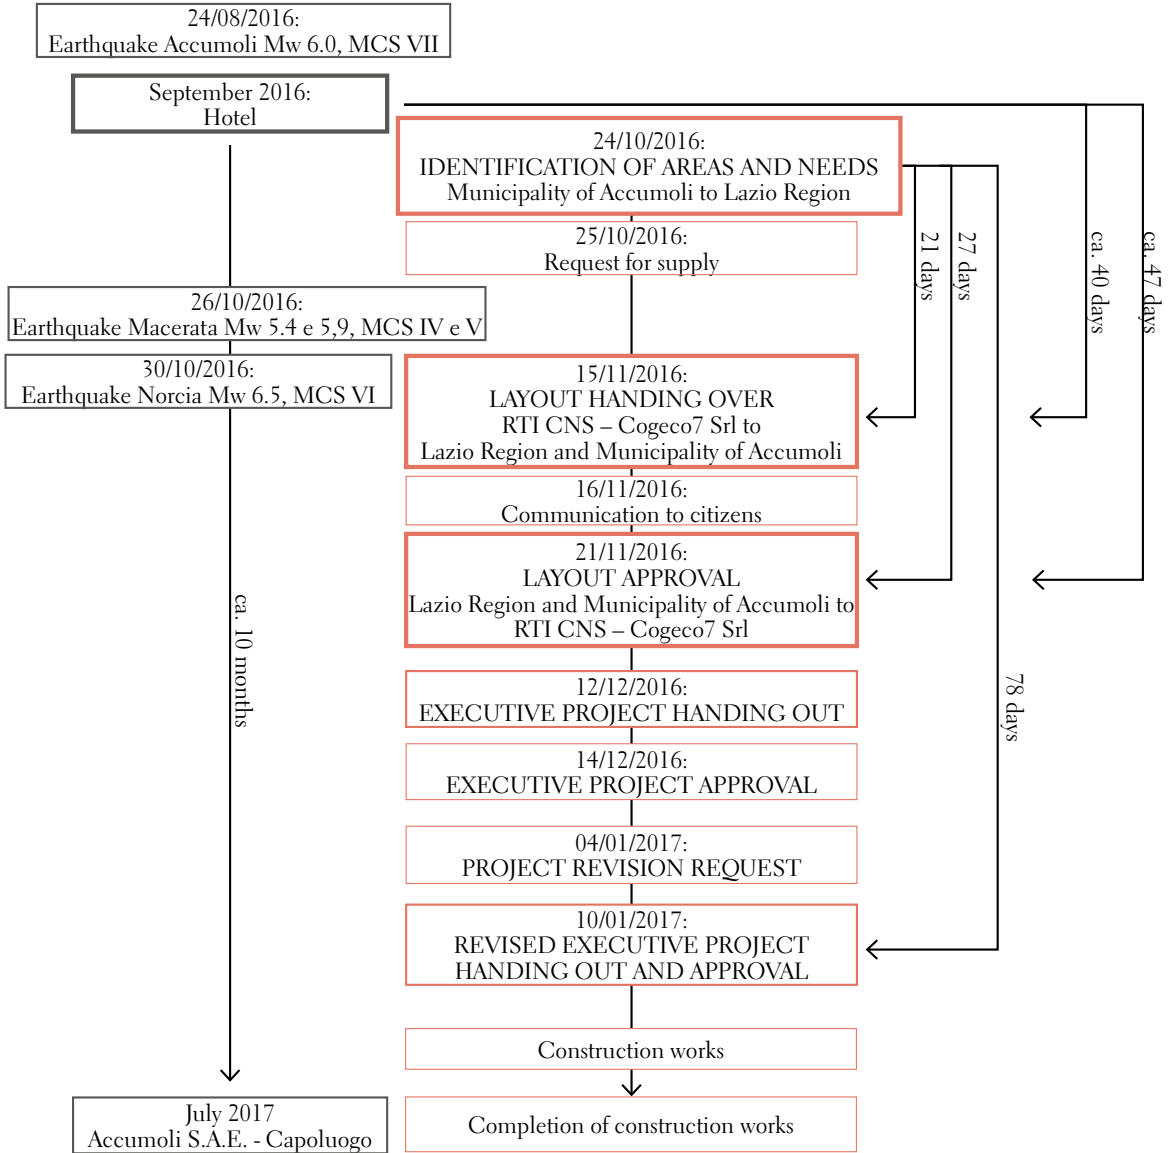 24/08/2016:
Earthquake Accumoli Mw 6.0, MCS VII
September 2016:
Hotel
24/10/2016:
IDENTIFICATION OF AREAS AND NEEDS
Municipality of Accumoli to Lazio Region
25/10/2016:
Request for supply
21 days
27 days
ca. 40 days
ca. 47 days
26/10/2016:
Earthquake Macerata Mw 5.4 e 5,9, MCS IV e V
30/10/2016:
Earthquake Norcia Mw 6.5, MCS VI
15/11/2016:
LAYOUT HANDING OVER
RTI CNS – Cogeco7 Srl to
Lazio Region and Municipality of Accumoli
16/11/2016:
Communication to citizens
21/11/2016:
LAYOUT APPROVAL
Lazio Region and Municipality of Accumoli to
RTI CNS – Cogeco7 Srl
ca. 10 months
12/12/2016:
EXECUTIVE PROJECT HANDING OUT
78 days
14/12/2016:
EXECUTIVE PROJECT APPROVAL
04/01/2017:
PROJECT REVISION REQUEST
10/01/2017:
REVISED EXECUTIVE PROJECT
HANDING OUT AND APPROVAL
Construction works
July 2017
Accumoli S.A.E. - Capoluogo
Completion of construction works